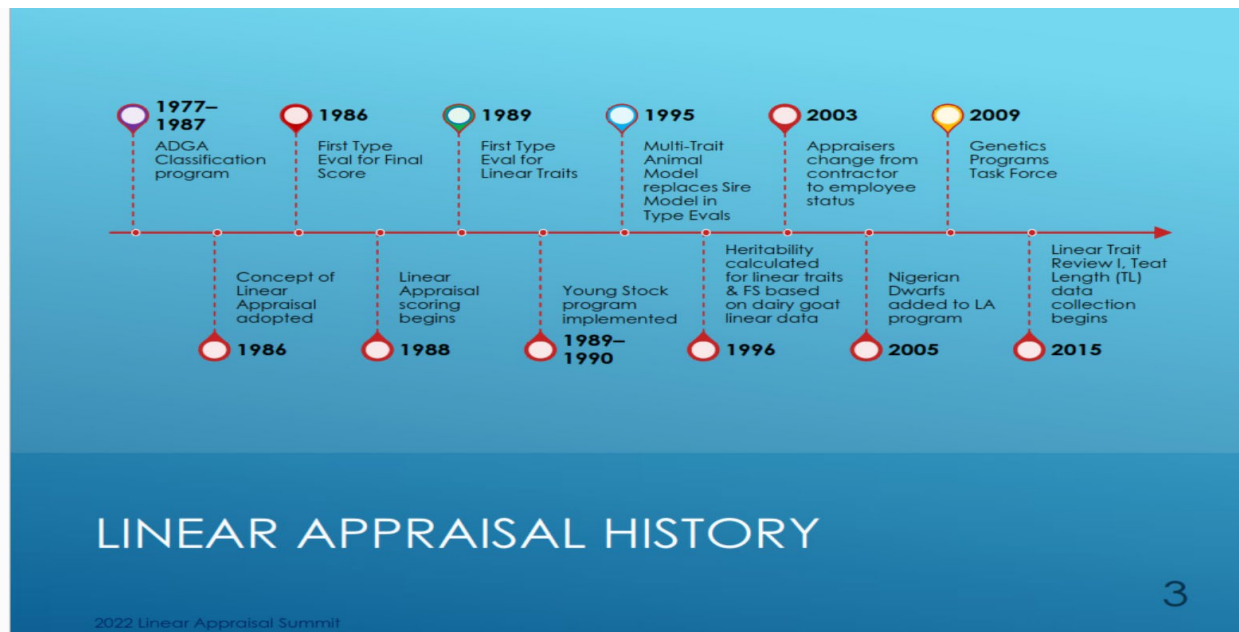 1977–
1987
ADGA
Classification
program
1986
First Type
Eval for Final
Score
1989
First Type
Eval for
Linear Traits
1995
Multi-Trait
Animal
Model
replaces Sire
Model in
Type Evals
2003
Appraisers
change from
contractor
to employee
status
2009
Genetics
Programs
Task Force
Concept of
Linear
Appraisal
adopted
1986
Linear
Appraisal
scoring
begins
1988
Young Stock
program
implemented
1989–
1990
Heritability
calculated
for linear traits
& FS based
on dairy goat
linear data
1996
Nigerian
Dwarfs
added to LA
program
2005
Linear Trait
Review I, Teat
Length (TL)
data
collection
begins
2015
LINEAR APPRAISAL HISTORY
3
2022 Linear Appraisal Summit